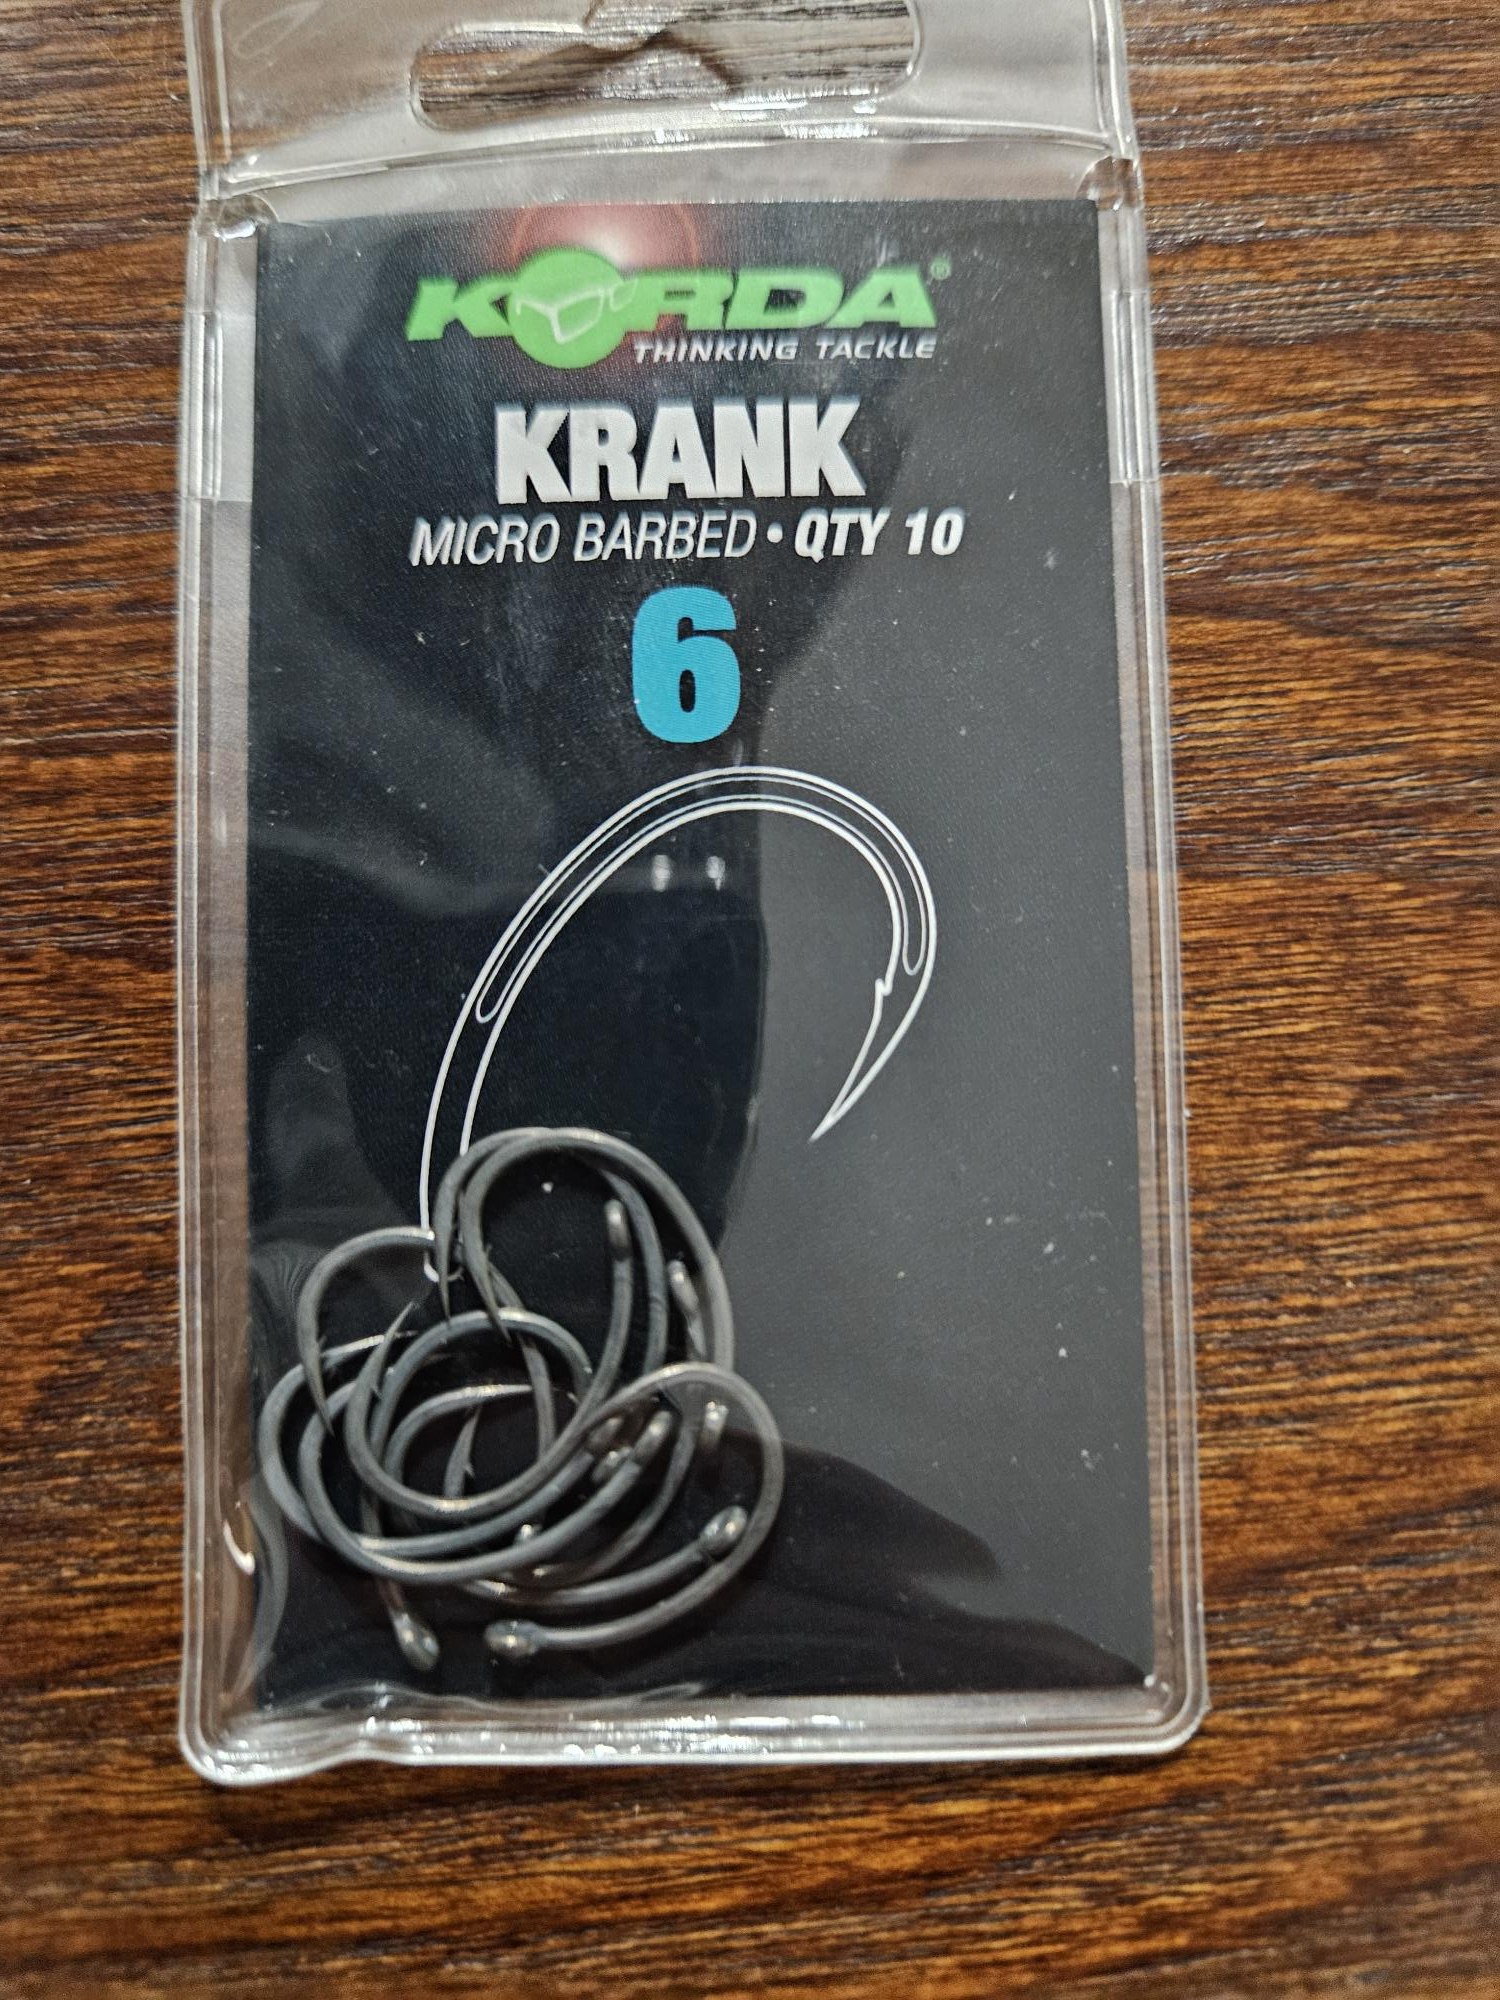 KORDA®
THINKING TACKLE
KRANK
MICRO BARBED • QTY 10
6